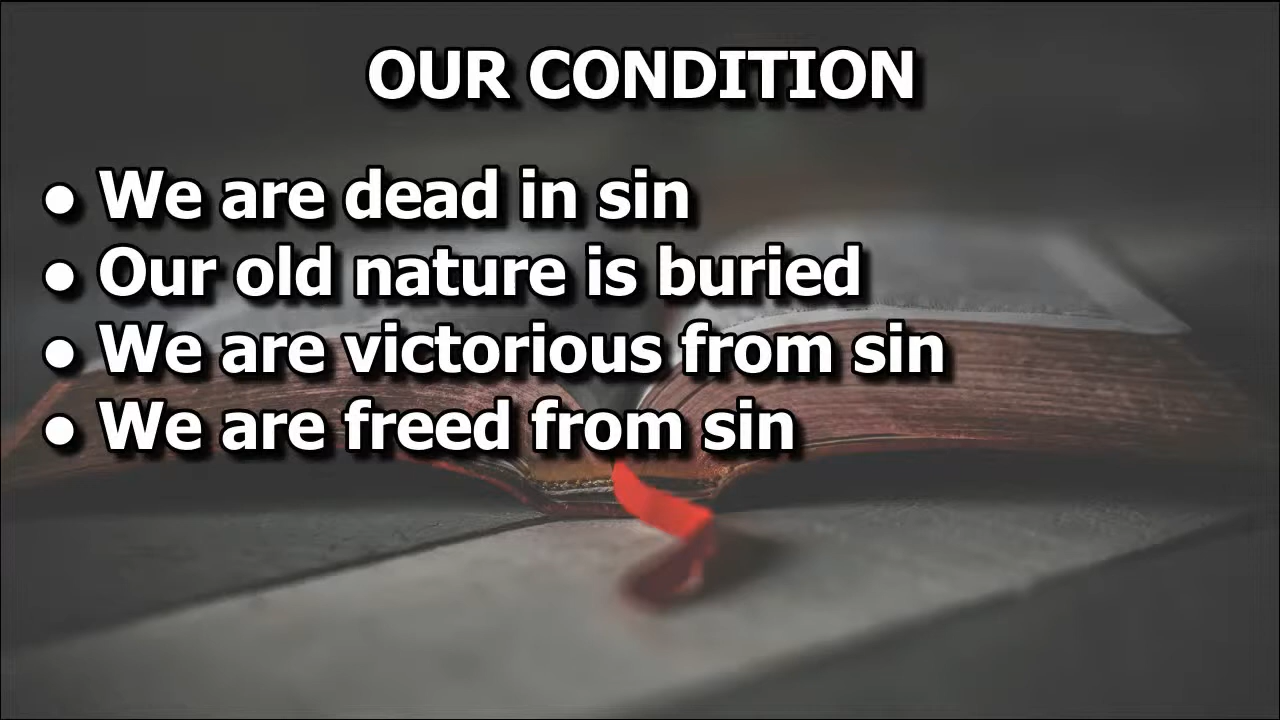 OUR CONDITION
● We are dead in sin
● Our old nature is buried
● We are victorious from sin
● We are freed from sin